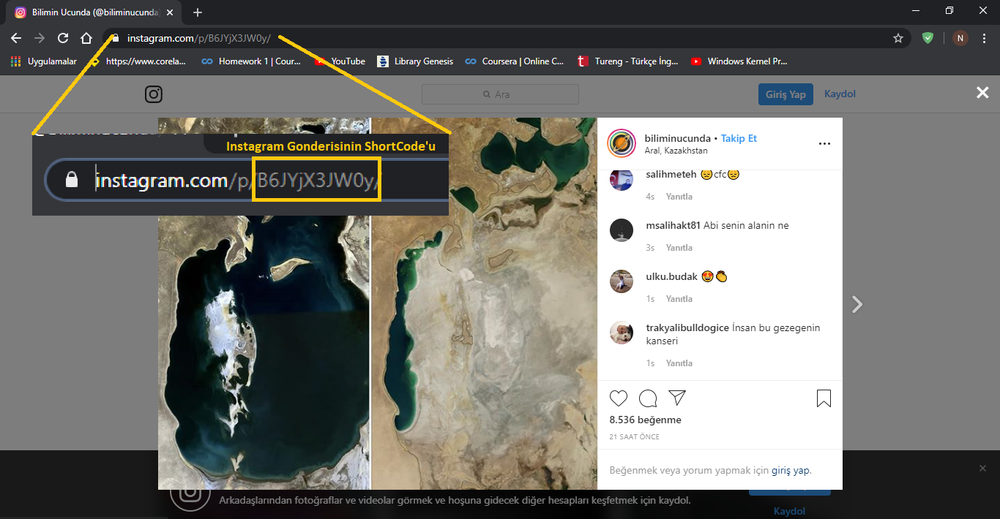 Bilimin Ucunda (@biliminucunda)
instagram.com/p/B6JYjX3JW0y/
N
Uygulamalar
https://www.corela...
Homework 1 | Cour...
YouTube
Library Genesis
Coursera | Online C...
Tureng - Türkçe İng...
Windows Kernel Pr...
Ara
Giriş Yap
Kaydol
Instagram Gonderisinin ShortCode'u
instagram.com/p/B6JYjX3JW0y/
biliminucunda • Takip Et
Aral, Kazakhstan
salihmeteh 😔cfc😔
4s Yanıtla
msalihakt81 Abi senin alanin ne
3s Yanıtla
ulku.budak 😍👏
1s Yanıtla
trakyalibulldogice İnsan bu gezegenin
kanseri
1s Yanıtla
8.536 beğenme
21 SAAT ÖNCE
Beğenmek veya yorum yapmak için giriş yap.
Arkadaşlarından fotoğraflar ve videolar görmek ve hoşuna gidecek diğer hesapları keşfetmek için kaydol.
Kaydol